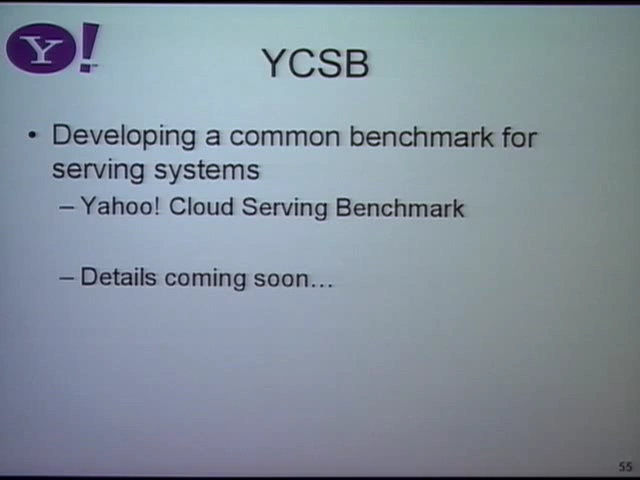 Y!
YCSB
• Developing a common benchmark for
serving systems
– Yahoo! Cloud Serving Benchmark
– Details coming soon…
55